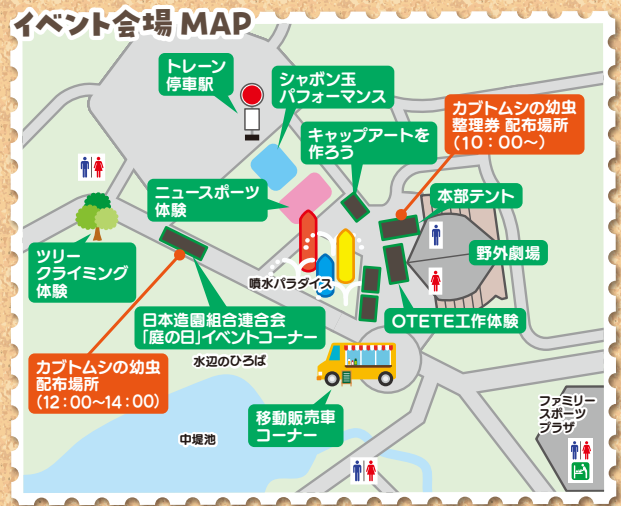 イベント会場 MAP
トレーン
停車駅
シャボン玉
パフォーマンス
カブトムシの幼虫
整理券 配布場所
(10:00～)
キャップアートを
作ろう
ニュースポーツ
体験
本部テント
野外劇場
ツリー
クライミング
体験
噴水パラダイス
日本造園組合連合会
「庭の日」イベントコーナー
OTETE工作体験
水辺のひろば
カブトムシの幼虫
配布場所
(12:00～14:00)
移動販売車
コーナー
中堤池
ファミリー
スポーツ
プラザ